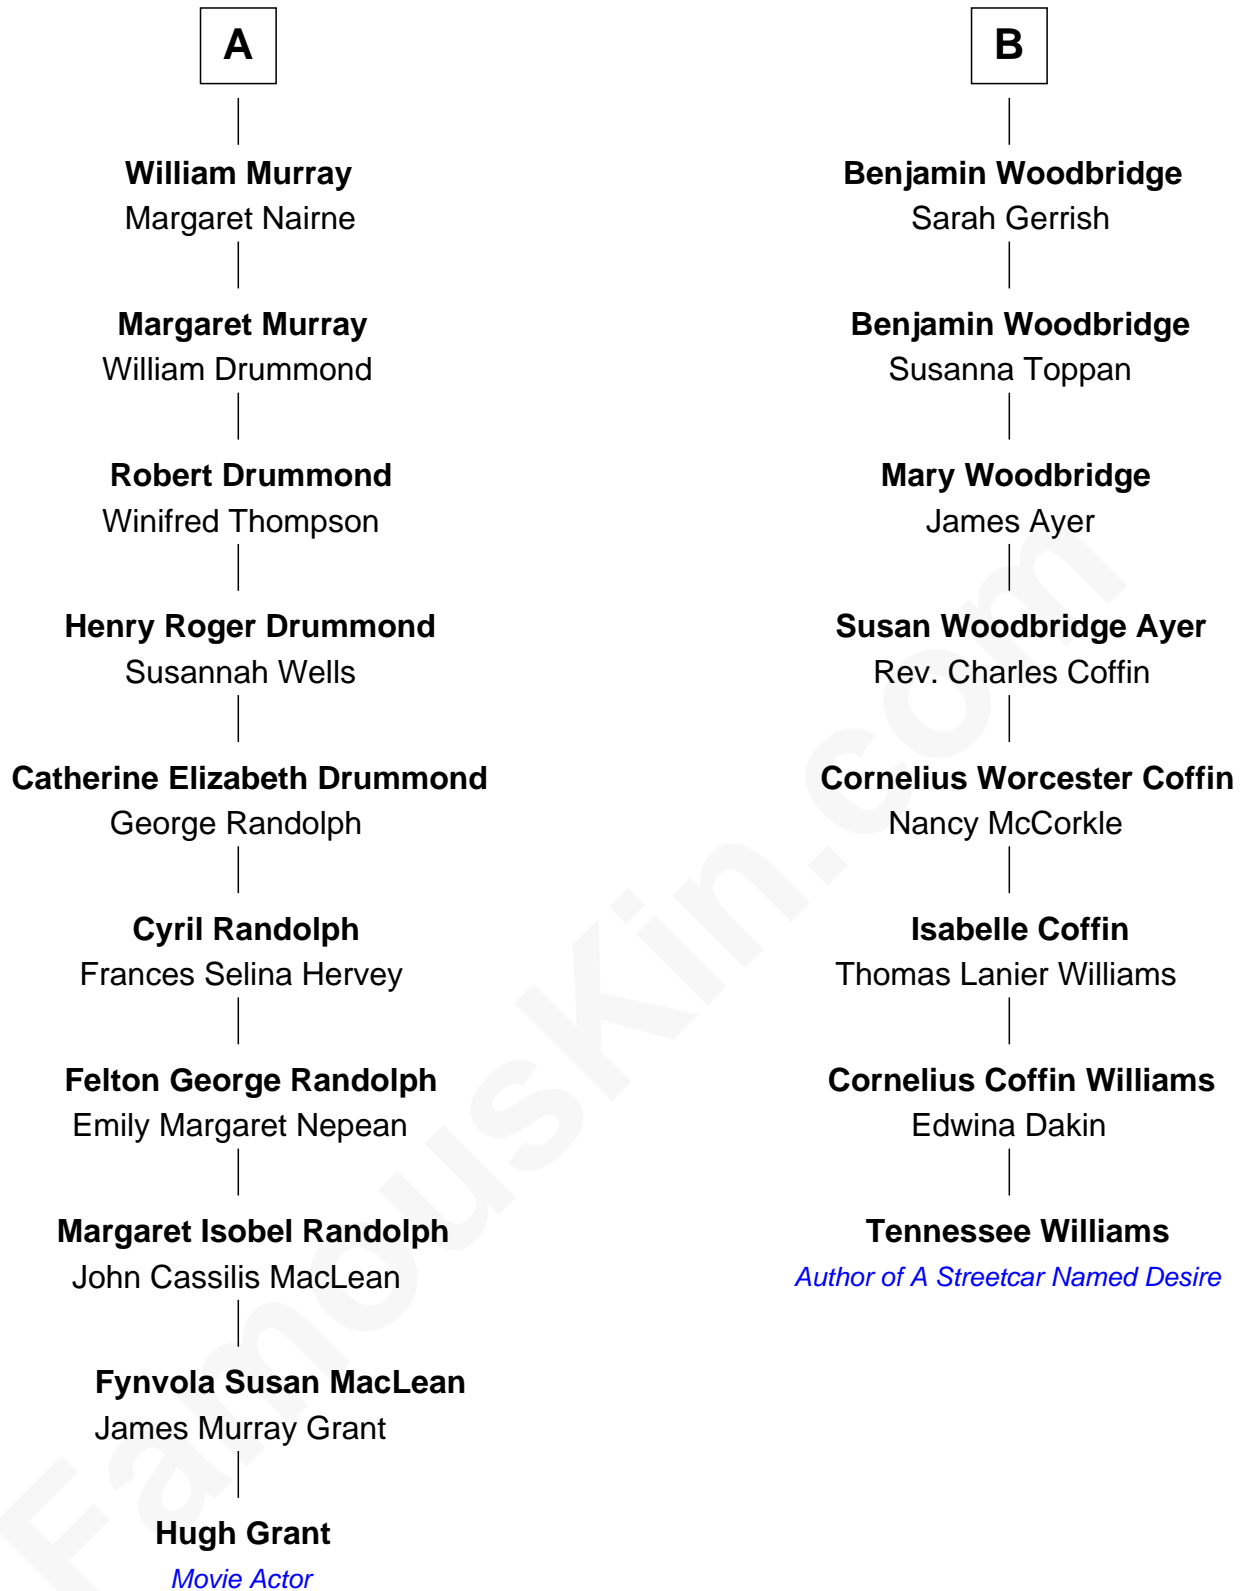 A
William Murray
Margaret Nairne
Margaret Murray
William Drummond
Robert Drummond
Winifred Thompson
Henry Roger Drummond
Susannah Wells
Catherine Elizabeth Drummond
George Randolph
Cyril Randolph
Frances Selina Hervey
Felton George Randolph
Emily Margaret Nepean
Margaret Isobel Randolph
John Cassilis MacLean
Fynvola Susan MacLean
James Murray Grant
Hugh Grant
Movie Actor
B
Benjamin Woodbridge
Sarah Gerrish
Benjamin Woodbridge
Susanna Toppan
Mary Woodbridge
James Ayer
Susan Woodbridge Ayer
Rev. Charles Coffin
Cornelius Worcester Coffin
Nancy McCorkle
Isabelle Coffin
Thomas Lanier Williams
Cornelius Coffin Williams
Edwina Dakin
Tennessee Williams
Author of A Streetcar Named Desire
FamousKin.com